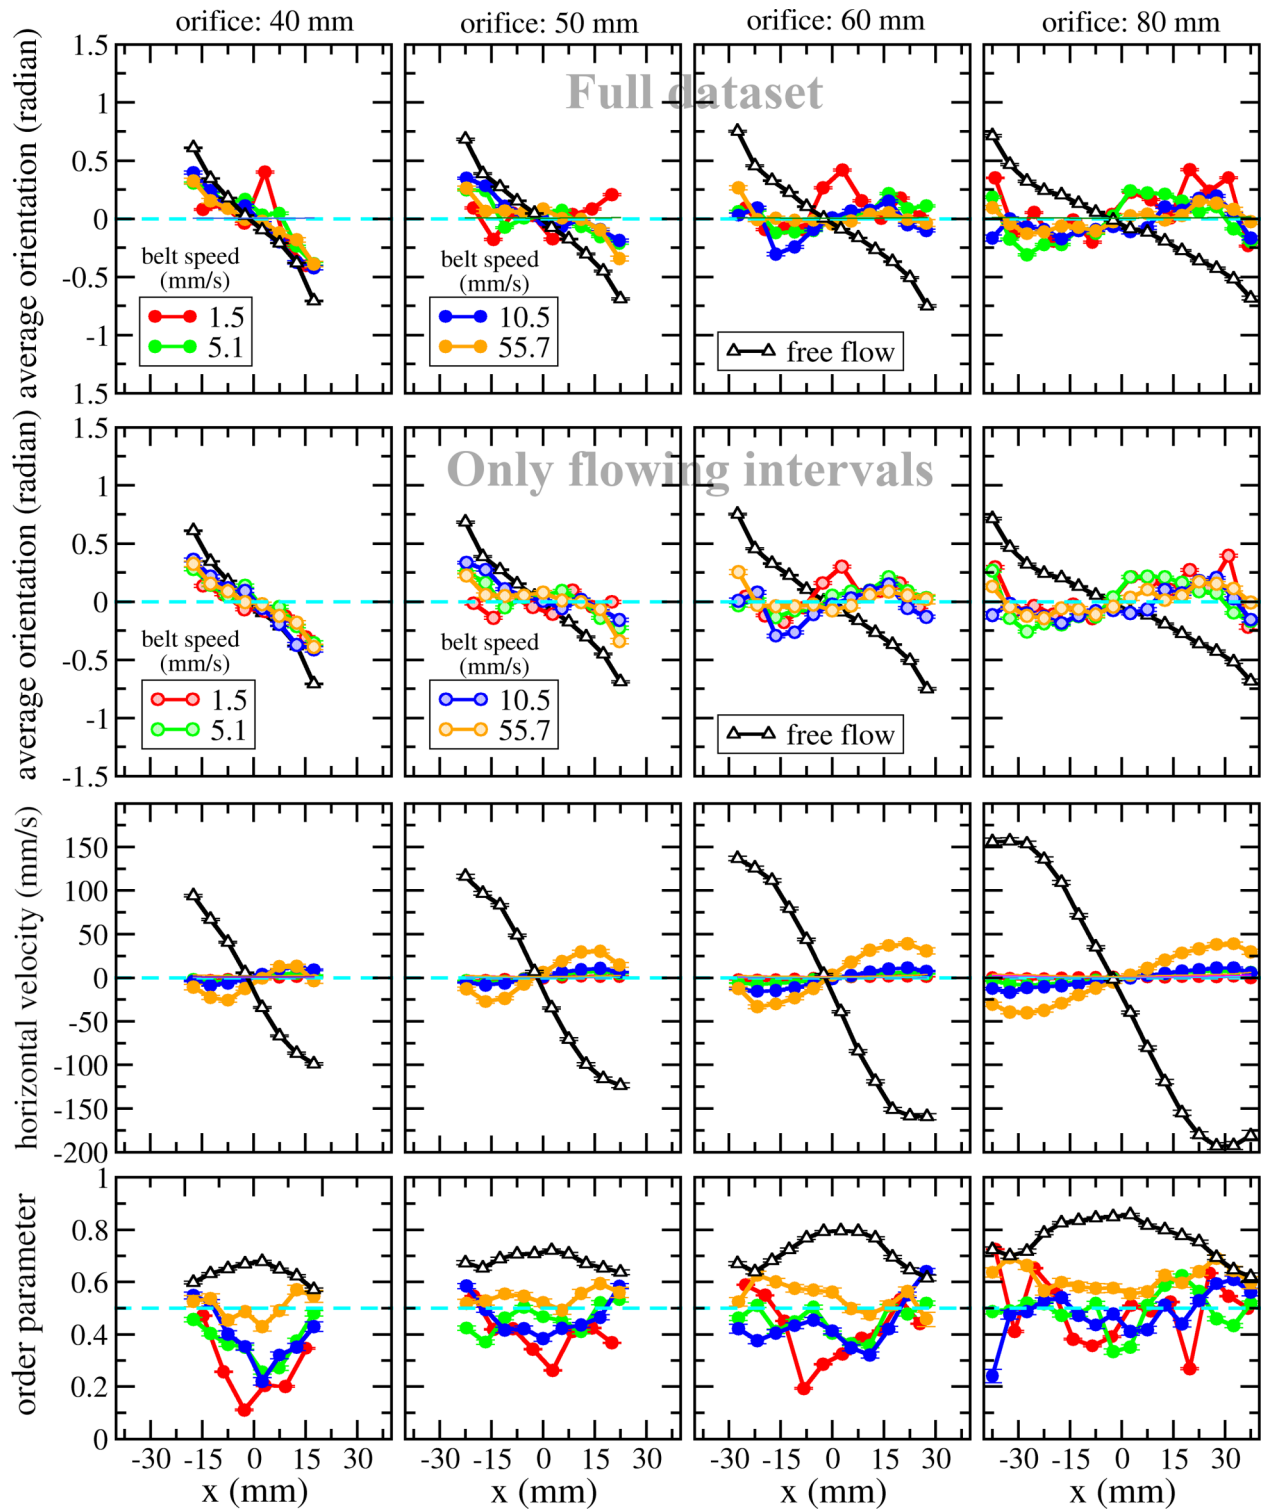 orifice: 40 mm
orifice: 50 mm
orifice: 60 mm
orifice: 80 mm
average orientation (radian)
1.5
1
0.5
0
-0.5
-1
1.5
Full dataset
belt speed
(mm/s)
1.5
5.1
belt speed
(mm/s)
10.5
55.7
free flow
average orientation (radian)
1.5
1
0.5
0
-0.5
-1
-1.5
Only flowing intervals
belt speed
(mm/s)
1.5
5.1
belt speed
(mm/s)
10.5
55.7
free flow
horizontal velocity (mm/s)
150
100
50
0
-50
-100
-150
-200
order parameter
1
0.8
0.6
0.4
0.2
0
-30 -15 0 15 30
-30 -15 0 15 30
-30 -15 0 15 30
-30 -15 0 15 30
x (mm)
x (mm)
x (mm)
x (mm)